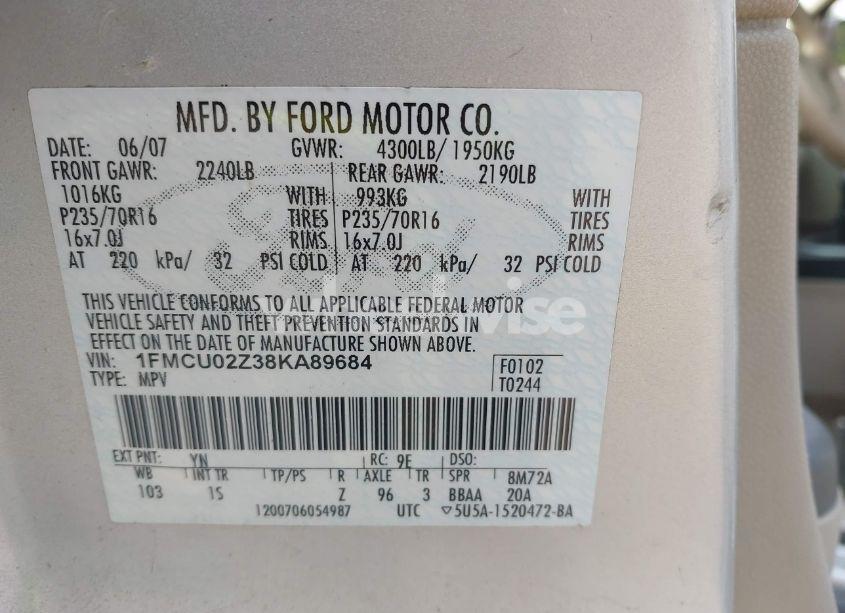 MFD. BY FORD MOTOR CO.
DATE: 06/07 GVWR: 4300LB/ 1950KG
FRONT GAWR: 2240LB REAR GAWR: 2190LB
1016KG WITH 993KG WITH
P235/70R16 TIRES P235/70R16 TIRES
16x7.0J RIMS 16x7.0J RIMS
AT 220 kPa/ 32 PSI COLD AT 220 kPa/ 32 PSI COLD
THIS VEHICLE CONFORMS TO ALL APPLICABLE FEDERAL MOTOR
VEHICLE SAFETY AND THEFT PREVENTION STANDARDS IN
EFFECT ON THE DATE OF MANUFACTURE SHOWN ABOVE.
VIN: 1FMCU02Z38KA89684 F0102
TYPE: MPV T0244
EXT PNT: YN RC: 9E DSO:
WB INT TR TP/PS R AXLE TR SPR 8M72A
103 1S Z 96 3 BBAA 20A
1200706054987 UTC ▽5U5A-1520472-BA